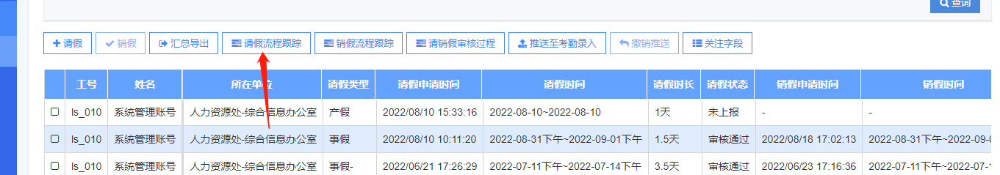 查询
请假 销假 汇总导出 请假流程跟踪 销假流程跟踪 请销假审核过程 推送至考勤录入 撤销推送 关注字段
工号 姓名 所在单位 请假类型 请假申请时间 请假时间 请假时长 请假状态 销假申请时间 销假时间
ls_010 系统管理账号 人力资源处-综合信息办公室 产假 2022/08/10 15:33:16 2022-08-10~2022-08-10 1天 未上报 - -
ls_010 系统管理账号 人力资源处-综合信息办公室 事假 2022/08/10 10:11:20 2022-08-31下午~2022-09-01下午 1.5天 审核通过 2022/08/18 17:02:13 2022-08-31下午~2022-09-0
ls_010 系统管理账号 人力资源处-综合信息办公室 事假- 2022/06/21 17:26:29 2022-07-11下午~2022-07-14下午 3.5天 审核通过 2022/06/23 17:16:36 2022-07-11下午~2022-07-1